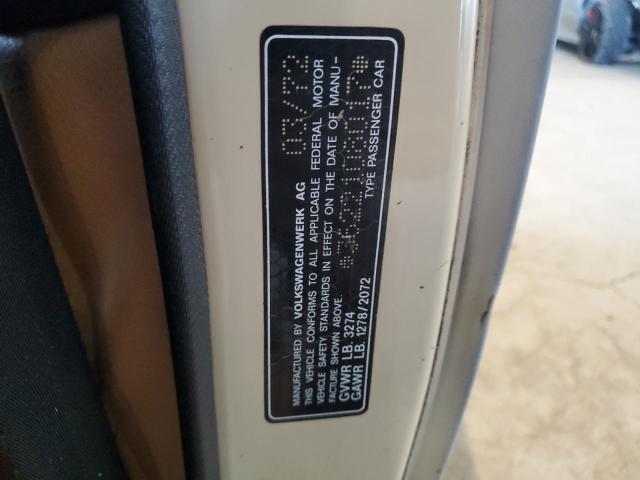 MANUFACTURED BY VOLKSWAGENWERK AG 03/72
THIS VEHICLE CONFORMS TO ALL APPLICABLE FEDERAL MOTOR
VEHICLE SAFETY STANDARDS IN EFFECT ON THE DATE OF MANU-
FACTURE SHOWN ABOVE.
GVWR LB. 3274
GAWR LB. 1278/2072 TYPE PASSENGER CAR